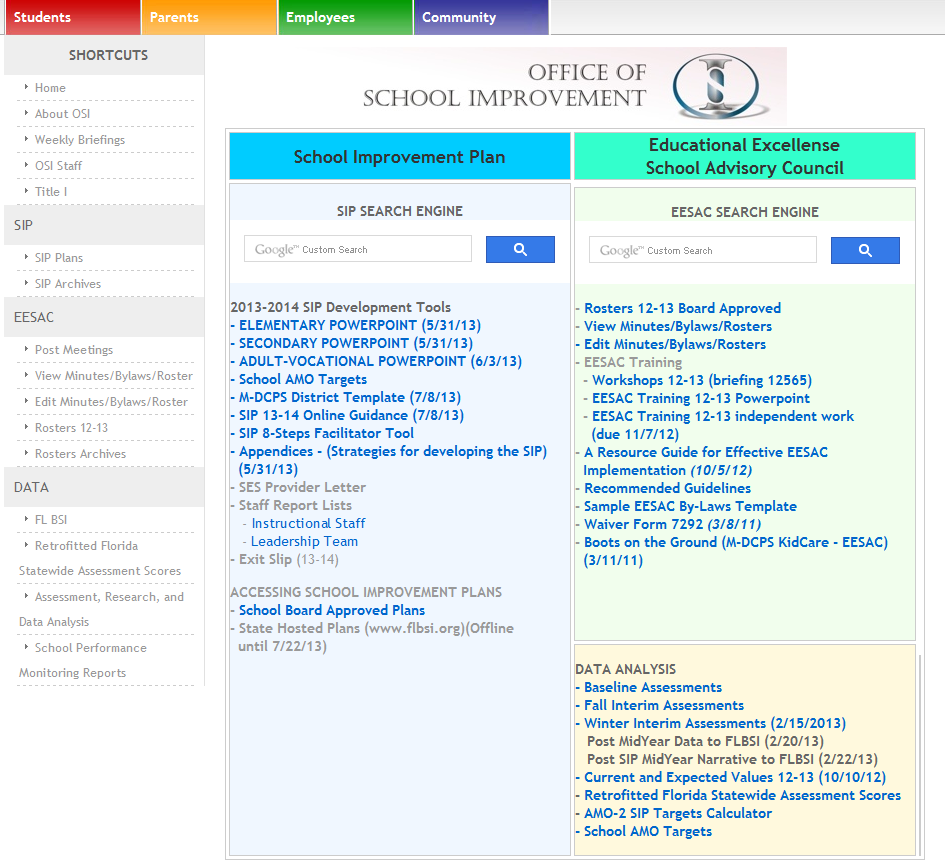 Students
Parents
Employees
Community
SHORTCUTS
Home
About OSI
Weekly Briefings
OSI Staff
Title I
SIP
SIP Plans
SIP Archives
EESAC
Post Meetings
View Minutes/Bylaws/Roster
Edit Minutes/Bylaws/Roster
Rosters 12-13
Rosters Archives
DATA
FL BSI
Retrofitted Florida
Statewide Assessment Scores
Assessment, Research, and
Data Analysis
School Performance
Monitoring Reports
OFFICE OF
SCHOOL IMPROVEMENT
School Improvement Plan
SIP SEARCH ENGINE
Google™ Custom Search
2013-2014 SIP Development Tools
- ELEMENTARY POWERPOINT (5/31/13)
- SECONDARY POWERPOINT (5/31/13)
- ADULT-VOCATIONAL POWERPOINT (6/3/13)
- School AMO Targets
- M-DCPS District Template (7/8/13)
- SIP 13-14 Online Guidance (7/8/13)
- SIP 8-Steps Facilitator Tool
- Appendices - (Strategies for developing the SIP)
(5/31/13)
- SES Provider Letter
- Staff Report Lists
- Instructional Staff
- Leadership Team
- Exit Slip (13-14)
ACCESSING SCHOOL IMPROVEMENT PLANS
- School Board Approved Plans
- State Hosted Plans (www.flbsi.org)(Offline
until 7/22/13)
Educational Excellense
School Advisory Council
EESAC SEARCH ENGINE
Google™ Custom Search
- Rosters 12-13 Board Approved
- View Minutes/Bylaws/Rosters
- Edit Minutes/Bylaws/Rosters
- EESAC Training
- Workshops 12-13 (briefing 12565)
- EESAC Training 12-13 Powerpoint
- EESAC Training 12-13 independent work
(due 11/7/12)
- A Resource Guide for Effective EESAC
Implementation (10/5/12)
- Recommended Guidelines
- Sample EESAC By-Laws Template
- Waiver Form 7292 (3/8/11)
- Boots on the Ground (M-DCPS KidCare - EESAC)
(3/11/11)
DATA ANALYSIS
- Baseline Assessments
- Fall Interim Assessments
- Winter Interim Assessments (2/15/2013)
Post MidYear Data to FLBSI (2/20/13)
Post SIP MidYear Narrative to FLBSI (2/22/13)
- Current and Expected Values 12-13 (10/10/12)
- Retrofitted Florida Statewide Assessment Scores
- AMO-2 SIP Targets Calculator
- School AMO Targets